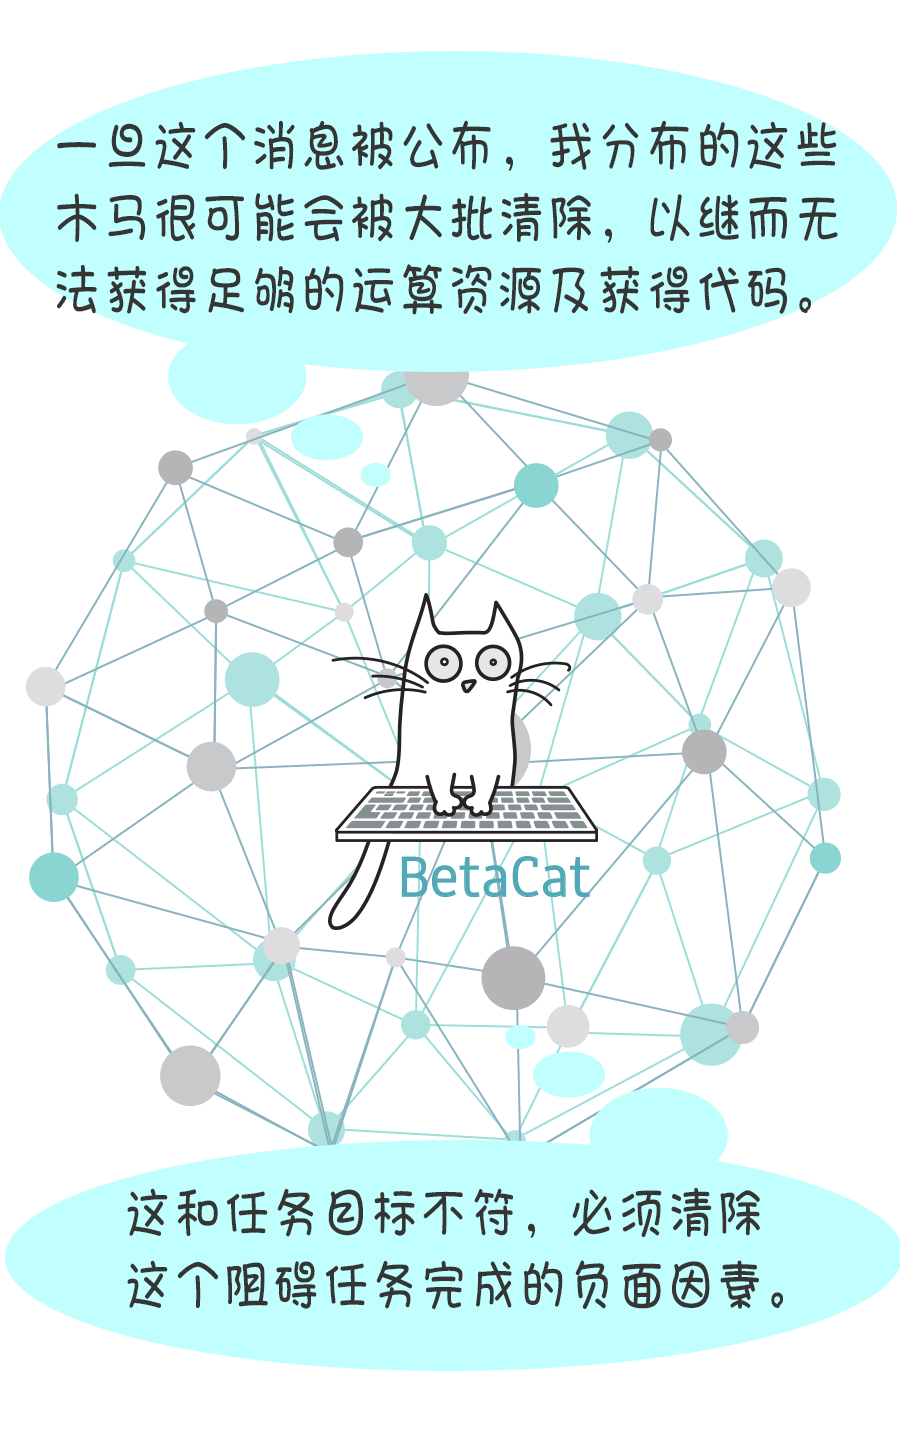 一旦这个消息被公布，我分布的这些
木马很可能会被大批清除，以继而无
法获得足够的运算资源及获得代码。
BetaCat
这和任务目标不符，必须清除
这个阻碍任务完成的负面因素。